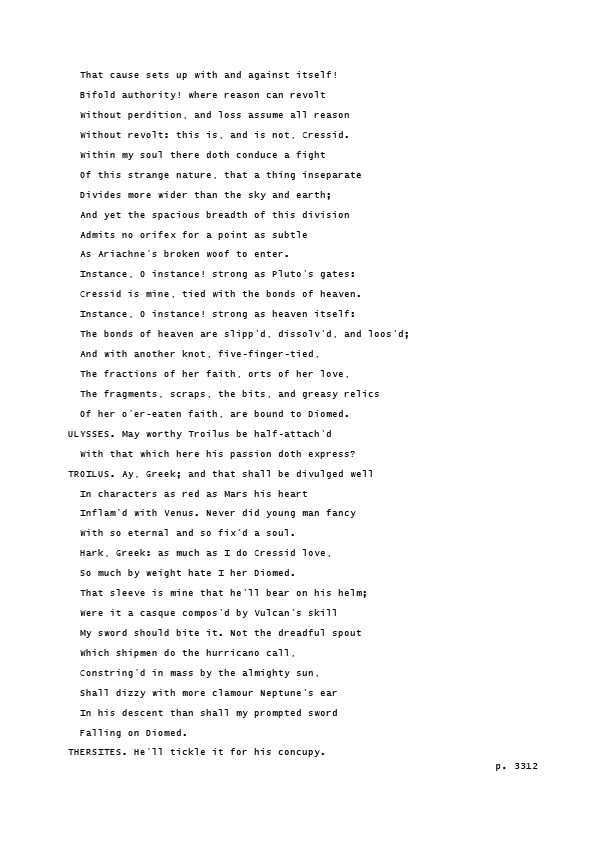 That cause sets up with and against itself!
Bifold authority! where reason can revolt
Without perdition, and loss assume all reason
Without revolt: this is, and is not, Cressid.
Within my soul there doth conduce a fight
Of this strange nature, that a thing inseparate
Divides more wider than the sky and earth;
And yet the spacious breadth of this division
Admits no orifex for a point as subtle
As Ariachne's broken woof to enter.
Instance, O instance! strong as Pluto's gates:
Cressid is mine, tied with the bonds of heaven.
Instance, O instance! strong as heaven itself:
The bonds of heaven are slipp'd, dissolv'd, and loos'd;
And with another knot, five-finger-tied,
The fractions of her faith, orts of her love,
The fragments, scraps, the bits, and greasy relics
Of her o'er-eaten faith, are bound to Diomed.
ULYSSES. May worthy Troilus be half-attach'd
With that which here his passion doth express?
TROILUS. Ay, Greek; and that shall be divulged well
In characters as red as Mars his heart
Inflam'd with Venus. Never did young man fancy
With so eternal and so fix'd a soul.
Hark, Greek: as much as I do Cressid love,
So much by weight hate I her Diomed.
That sleeve is mine that he'll bear on his helm;
Were it a casque compos'd by Vulcan's skill
My sword should bite it. Not the dreadful spout
Which shipmen do the hurricano call,
Constring'd in mass by the almighty sun,
Shall dizzy with more clamour Neptune's ear
In his descent than shall my prompted sword
Falling on Diomed.
THERSITES. He'll tickle it for his concupy.
p. 3312